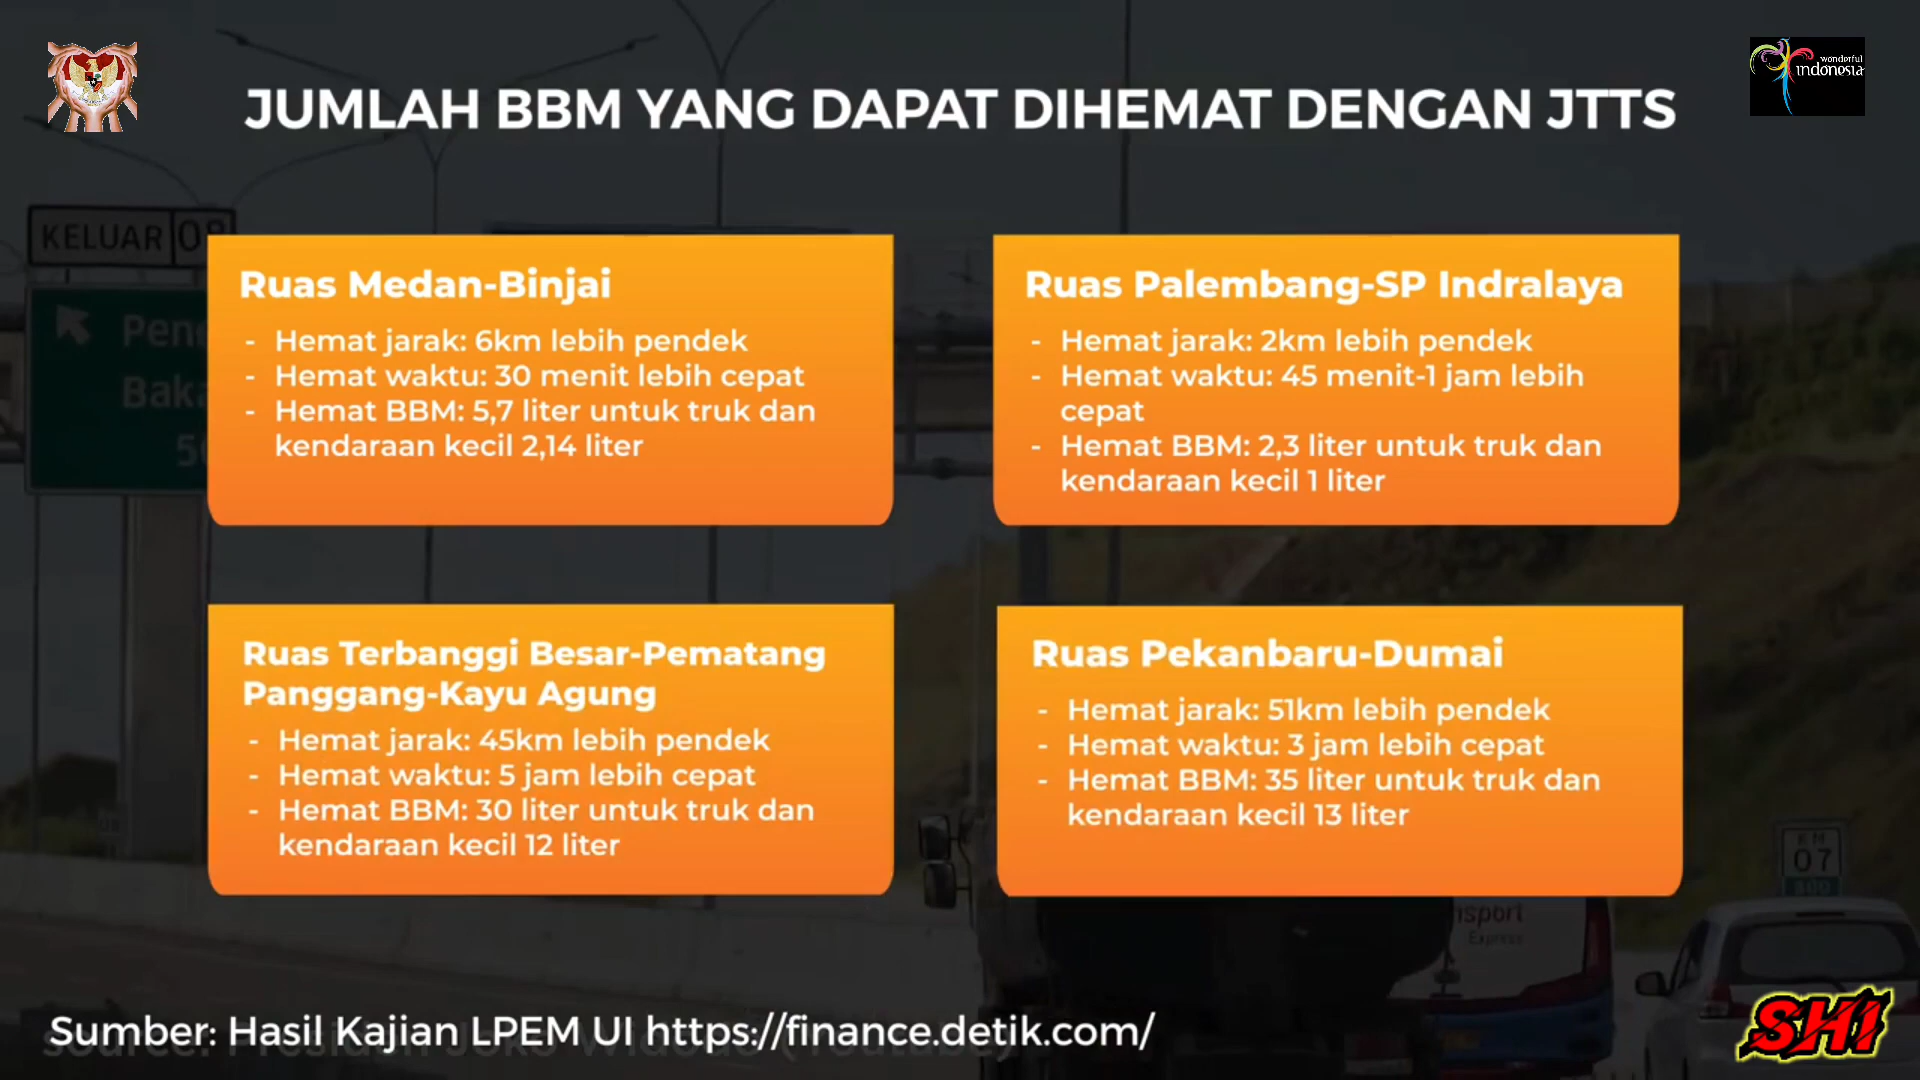 wonderful
indonesia
JUMLAH BBM YANG DAPAT DIHEMAT DENGAN JTTS
KELUAR 08
Ruas Medan-Binjai
- Hemat jarak: 6km lebih pendek
- Hemat waktu: 30 menit lebih cepat
- Hemat BBM: 5,7 liter untuk truk dan
kendaraan kecil 2,14 liter
Ruas Palembang-SP Indralaya
- Hemat jarak: 2km lebih pendek
- Hemat waktu: 45 menit-1 jam lebih
cepat
- Hemat BBM: 2,3 liter untuk truk dan
kendaraan kecil 1 liter
Ruas Terbanggi Besar-Pematang
Panggang-Kayu Agung
- Hemat jarak: 45km lebih pendek
- Hemat waktu: 5 jam lebih cepat
- Hemat BBM: 30 liter untuk truk dan
kendaraan kecil 12 liter
Ruas Pekanbaru-Dumai
- Hemat jarak: 51km lebih pendek
- Hemat waktu: 3 jam lebih cepat
- Hemat BBM: 35 liter untuk truk dan
kendaraan kecil 13 liter
KM
07
Express
Sumber: Hasil Kajian LPEM UI https://finance.detik.com/
SHI